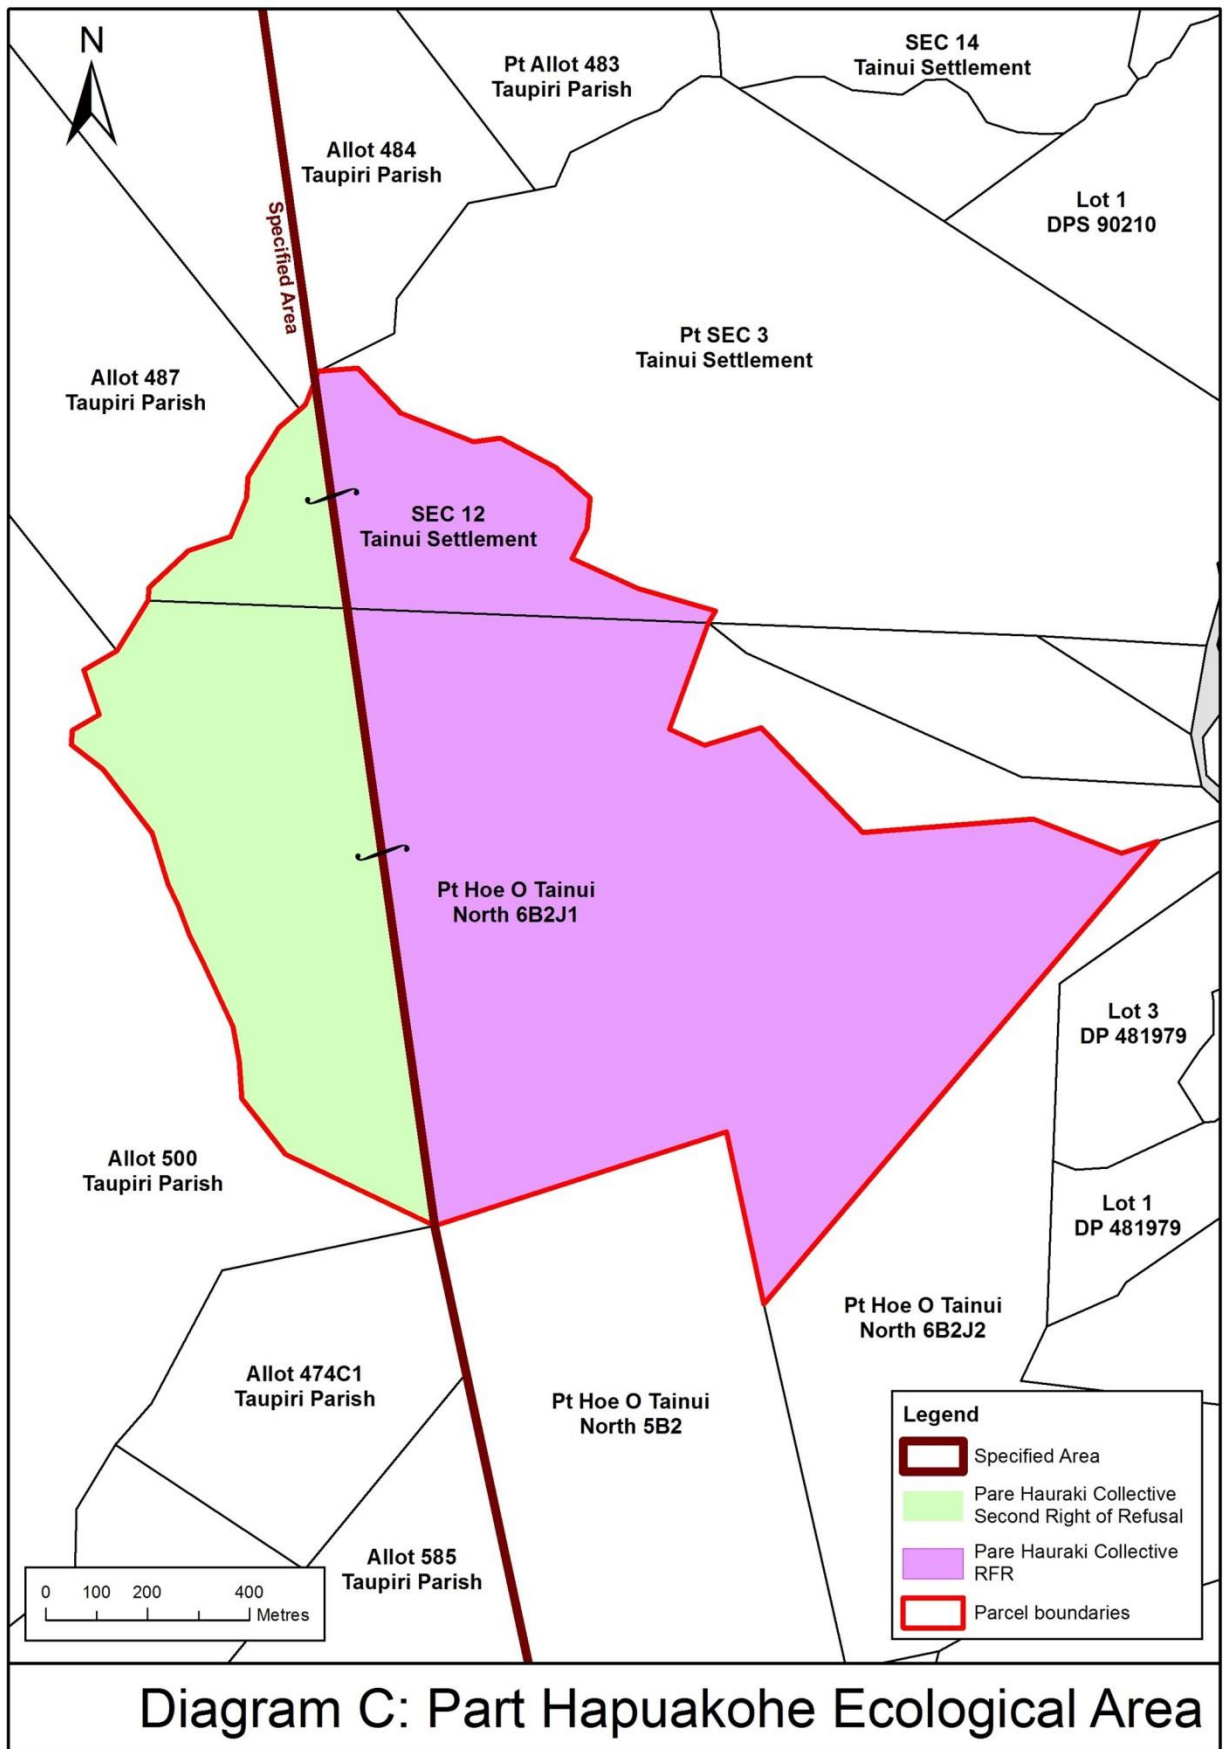 N
SEC 14
Tainui Settlement
Pt Allot 483
Taupiri Parish
Allot 484
Taupiri Parish
Lot 1
DPS 90210
Specified Area
Pt SEC 3
Tainui Settlement
Allot 487
Taupiri Parish
SEC 12
Tainui Settlement
Pt Hoe O Tainui
North 6B2J1
Lot 3
DP 481979
Allot 500
Taupiri Parish
Lot 1
DP 481979
Pt Hoe O Tainui
North 6B2J2
Allot 474C1
Taupiri Parish
Pt Hoe O Tainui
North 5B2
Allot 585
Taupiri Parish
Legend
Specified Area
Pare Hauraki Collective
Second Right of Refusal
Pare Hauraki Collective
RFR
Parcel boundaries
0 100 200 400
Metres
Diagram C: Part Hapuakohe Ecological Area